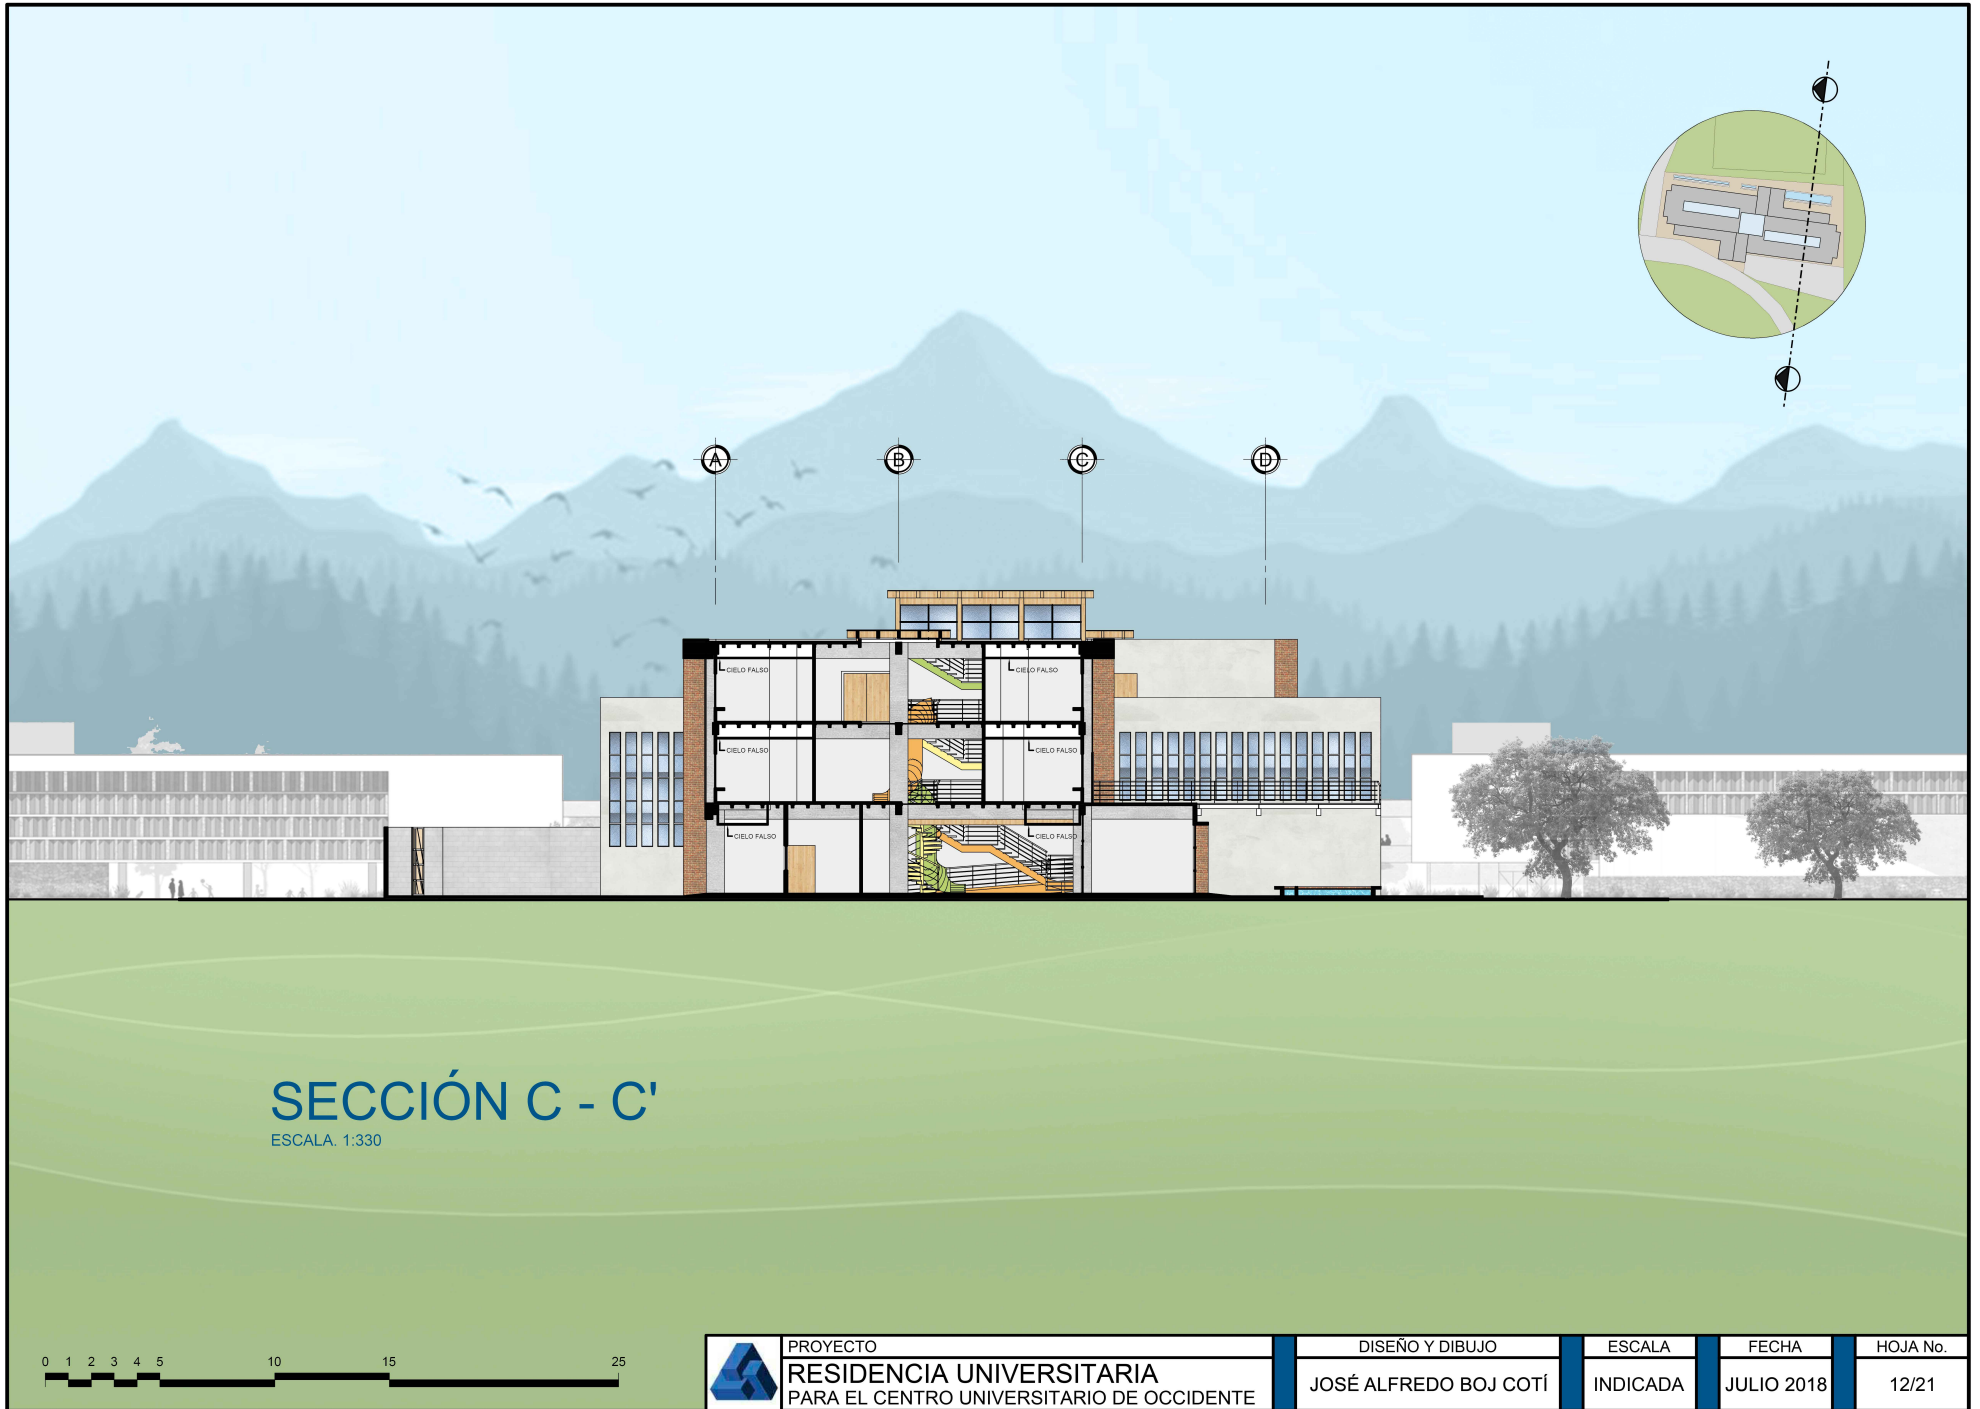 A B C D
CIELO FALSO CIELO FALSO
CIELO FALSO CIELO FALSO
CIELO FALSO CIELO FALSO
SECCIÓN C - C'
ESCALA. 1:330
0 1 2 3 4 5 10 15 25
PROYECTO
RESIDENCIA UNIVERSITARIA
PARA EL CENTRO UNIVERSITARIO DE OCCIDENTE
DISEÑO Y DIBUJO
JOSÉ ALFREDO BOJ COTÍ
ESCALA
INDICADA
FECHA
JULIO 2018
HOJA No.
12/21